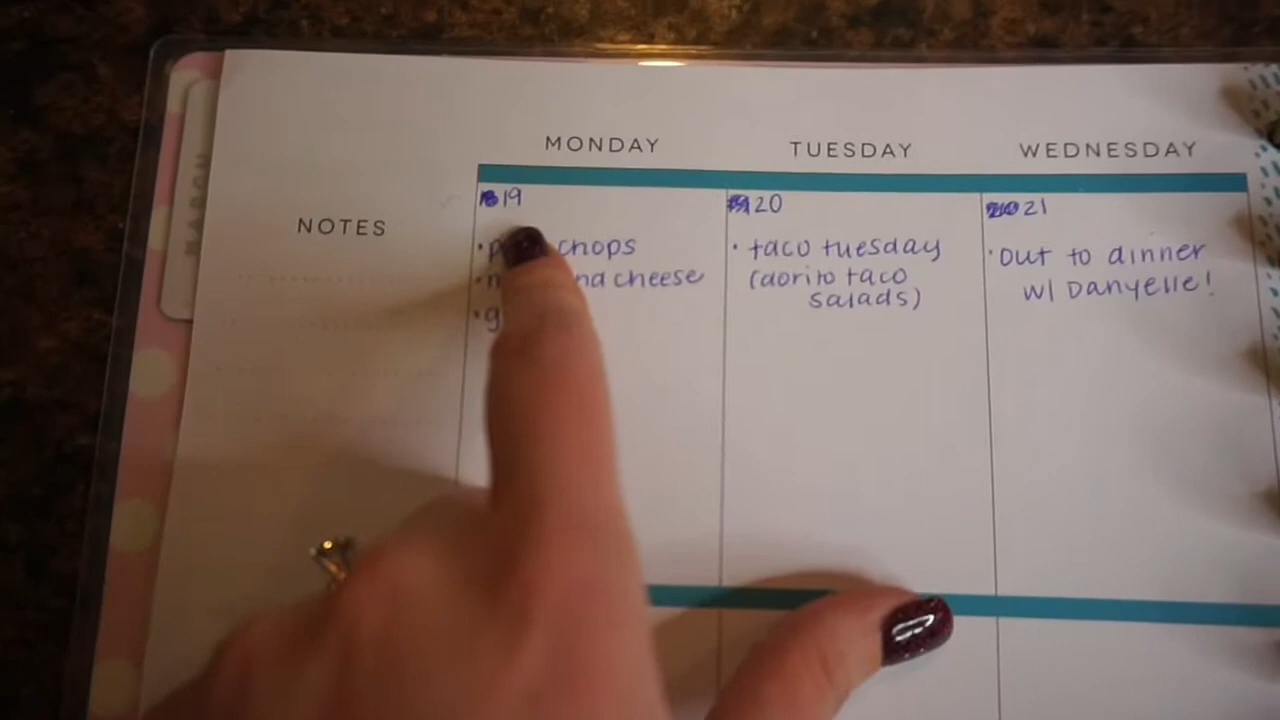 MONDAY
TUESDAY
WEDNESDAY
NOTES
19
chops
cheese
20
• taco tuesday
(dorito taco
salads)
21
• out to dinner
w/ Danyelle!